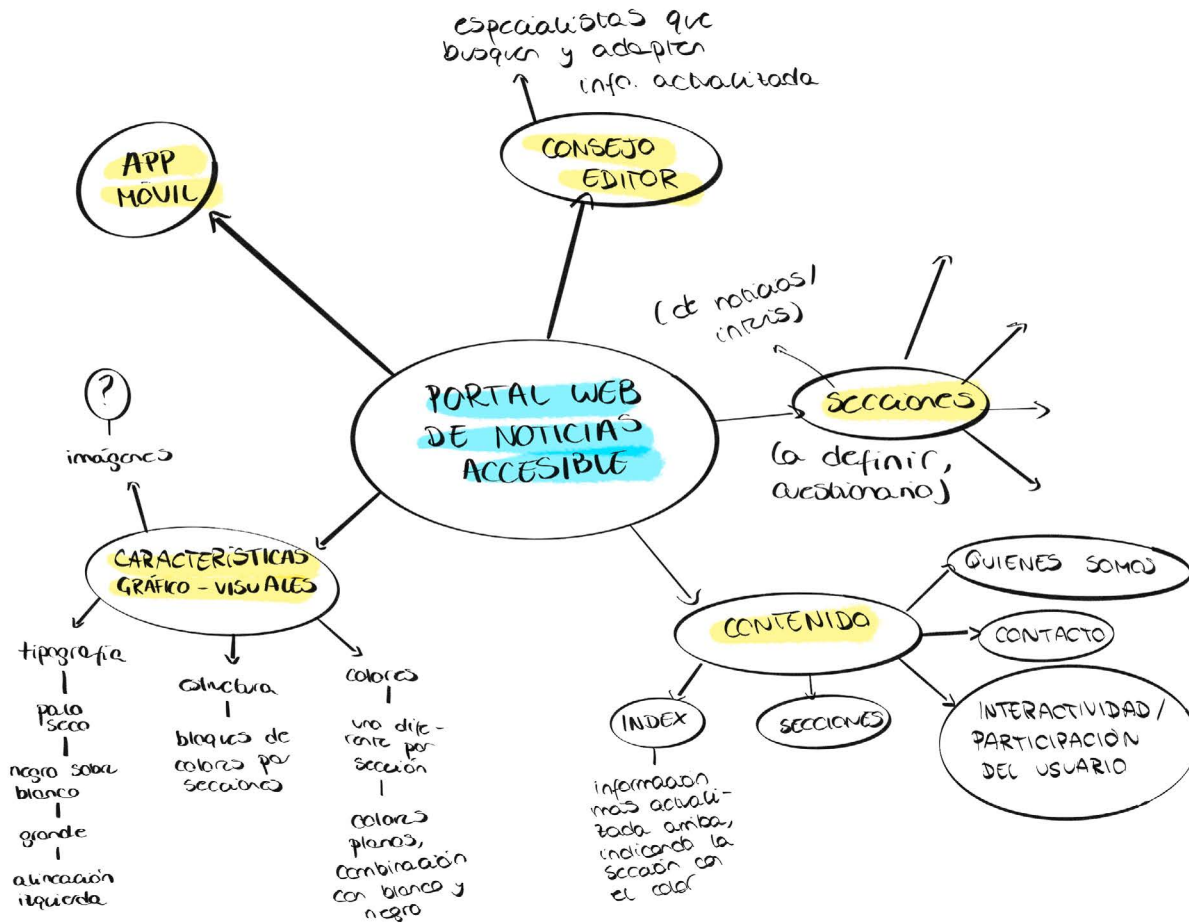 especialistas que
busquen y adapten
info. actualizada
CONSEJO
EDITOR
APP
MÓVIL
(de noticias/
interés)
PORTAL WEB
DE NOTICIAS
ACCESIBLE
SECCIONES
(a definir,
cuestionario)
?
imágenes
CARACTERÍSTICAS
GRÁFICO - VISUALES
tipografía
palo
seco
negro sobre
blanco
grande
alineación
izquierda
estructura
bloques de
colores por
secciones
colores
uno dife-
rente por
sección
colores
planos,
combinación
con blanco y
negro
CONTENIDO
QUIENES SOMOS
CONTACTO
INTERACTIVIDAD/
PARTICIPACIÓN
DEL USUARIO
SECCIONES
INDEX
información
más actuali-
zada arriba,
indicando la
sección con
el color